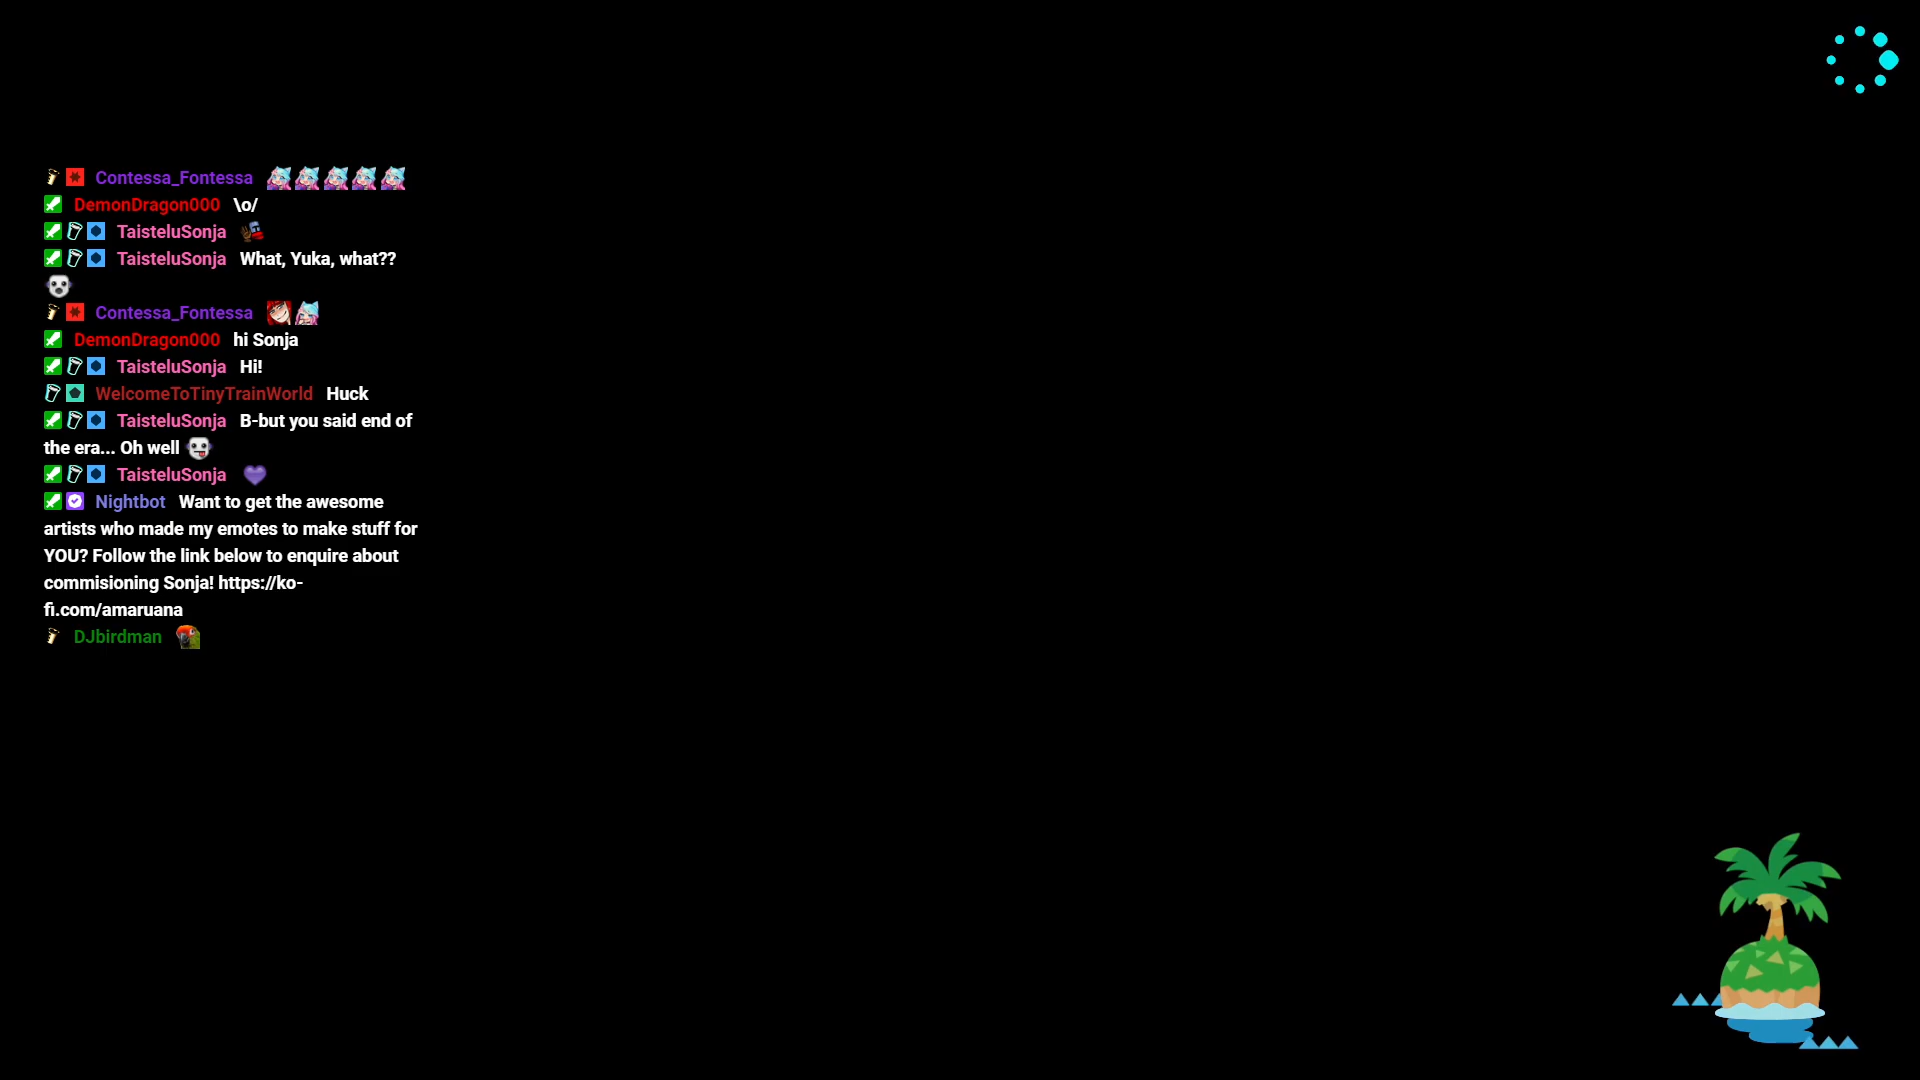 Contessa_Fontessa
DemonDragon000 \o/
TaisteluSonja
TaisteluSonja What, Yuka, what??
Contessa_Fontessa
DemonDragon000 hi Sonja
TaisteluSonja Hi!
WelcomeToTinyTrainWorld Huck
TaisteluSonja B-but you said end of
the era... Oh well
TaisteluSonja
Nightbot Want to get the awesome
artists who made my emotes to make stuff for
YOU? Follow the link below to enquire about
commisioning Sonja! https://ko-
fi.com/amaruana
DJbirdman